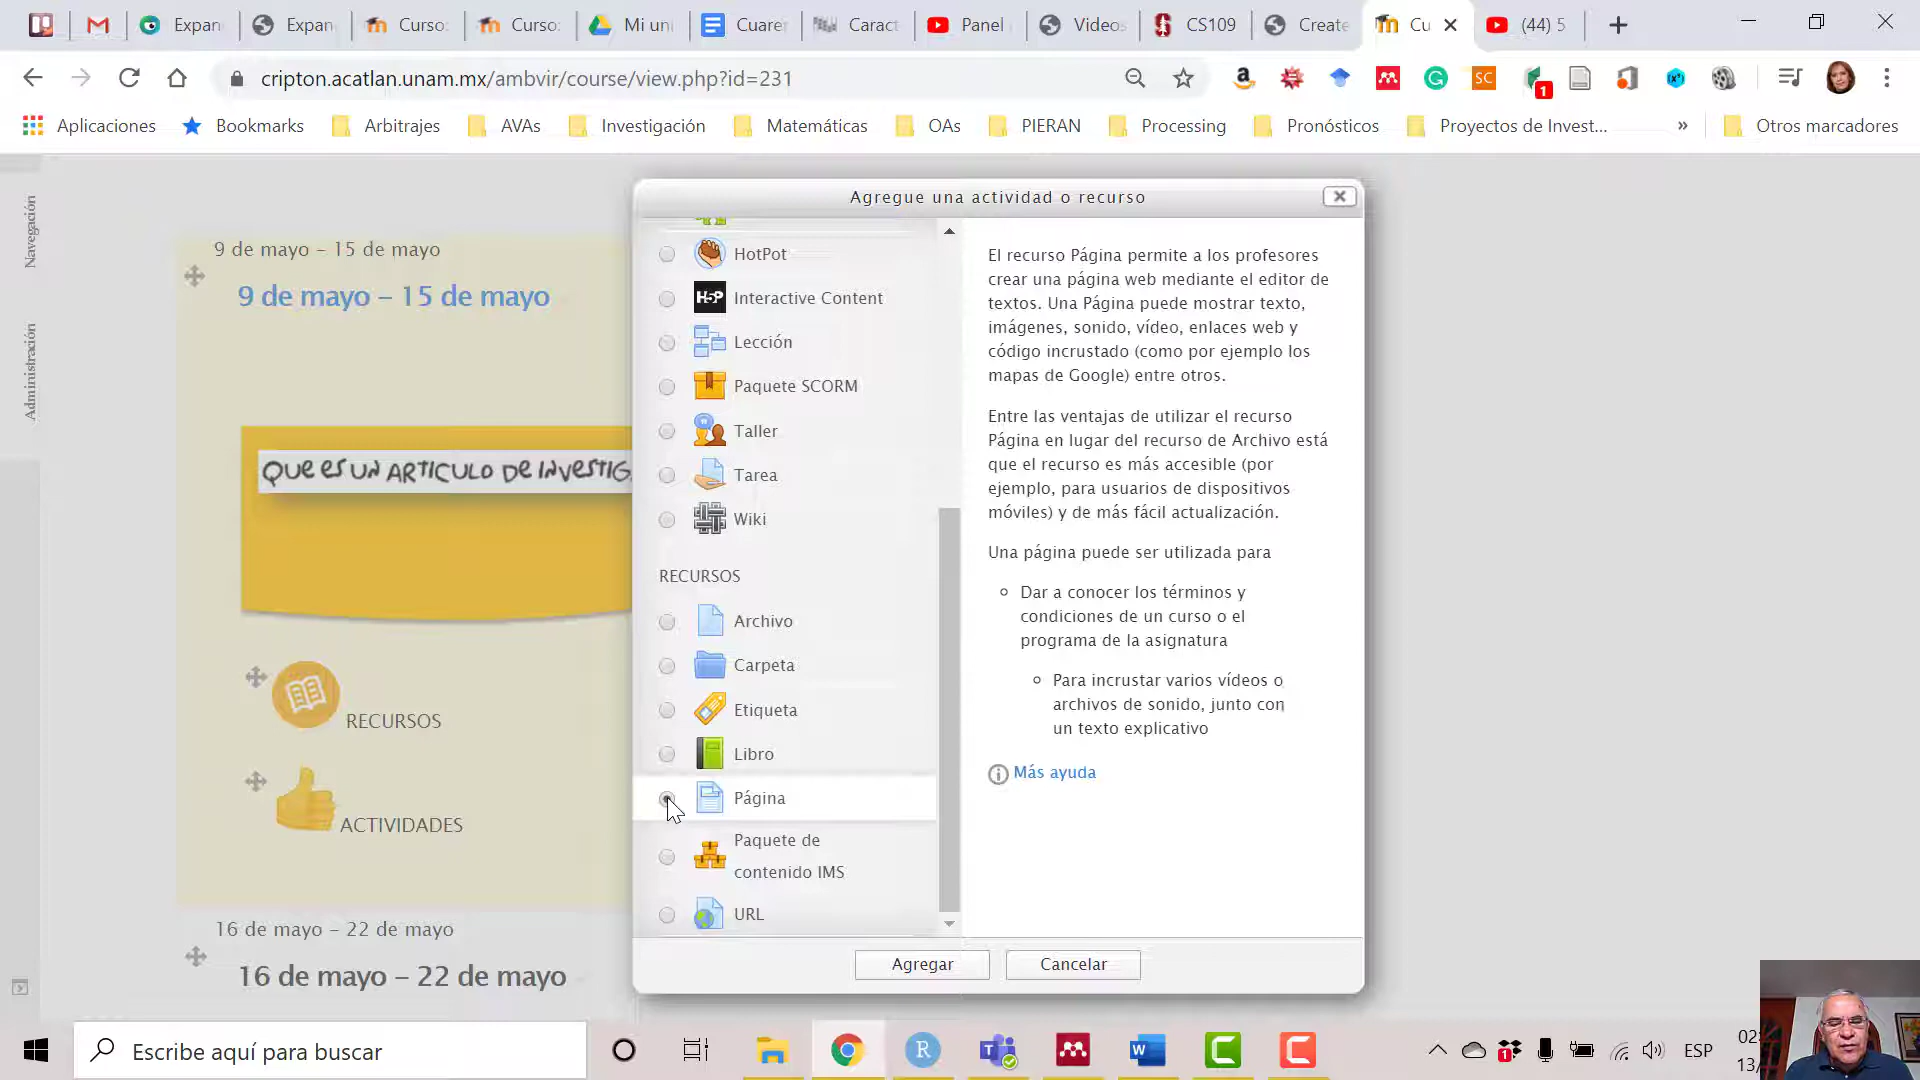 Expan
Expan
Curso:
Curso:
Mi uni
Cuaren
Caract
Panel
Videos
CS109
Create
Cu
(44) 5
cripton.acatlan.unam.mx/ambvir/course/view.php?id=231
SC
1
Aplicaciones
Bookmarks
Arbitrajes
AVAs
Investigación
Matemáticas
OAs
PIERAN
Processing
Pronósticos
Proyectos de Invest...
»
Otros marcadores
Navegación
Administración
9 de mayo - 15 de mayo
9 de mayo - 15 de mayo
QUE ES UN ARTICULO DE INVESTIG
RECURSOS
ACTIVIDADES
16 de mayo - 22 de mayo
16 de mayo - 22 de mayo
Agregue una actividad o recurso
HotPot
H5P
Interactive Content
Lección
Paquete SCORM
Taller
Tarea
Wiki
RECURSOS
Archivo
Carpeta
Etiqueta
Libro
Página
Paquete de
contenido IMS
URL
El recurso Página permite a los profesores
crear una página web mediante el editor de
textos. Una Página puede mostrar texto,
imágenes, sonido, vídeo, enlaces web y
código incrustado (como por ejemplo los
mapas de Google) entre otros.
Entre las ventajas de utilizar el recurso
Página en lugar del recurso de Archivo está
que el recurso es más accesible (por
ejemplo, para usuarios de dispositivos
móviles) y de más fácil actualización.
Una página puede ser utilizada para
Dar a conocer los términos y
condiciones de un curso o el
programa de la asignatura
Para incrustar varios vídeos o
archivos de sonido, junto con
un texto explicativo
Más ayuda
Agregar
Cancelar
Escribe aquí para buscar
R
W
1
ESP
02:
13/